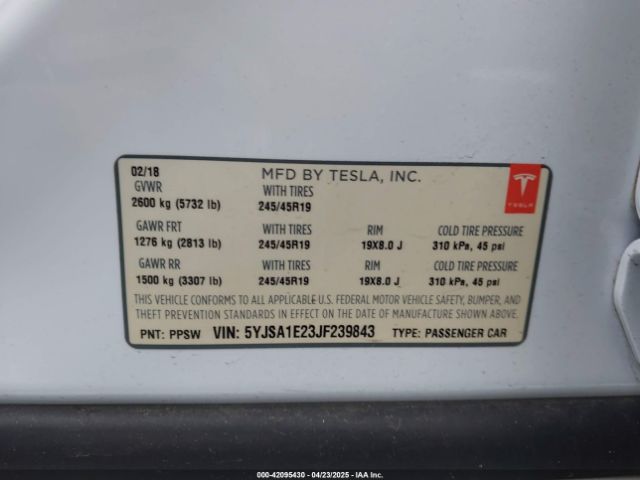 02/18 MFD BY TESLA, INC.
GVWR WITH TIRES
2600 kg (5732 lb) 245/45R19
TESLA
GAWR FRT WITH TIRES RIM COLD TIRE PRESSURE
1276 kg (2813 lb) 245/45R19 19X8.0 J 310 kPa, 45 psi
GAWR RR WITH TIRES RIM COLD TIRE PRESSURE
1500 kg (3307 lb) 245/45R19 19X8.0 J 310 kPa, 45 psi
THIS VEHICLE CONFORMS TO ALL APPLICABLE U.S. FEDERAL MOTOR VEHICLE SAFETY, BUMPER, AND
THEFT PREVENTION STANDARDS IN EFFECT ON THE DATE OF MANUFACTURE SHOWN ABOVE.
PNT: PPSW VIN: 5YJSA1E23JF239843 TYPE: PASSENGER CAR
000-42095430 - 04/23/2025 - IAA Inc.